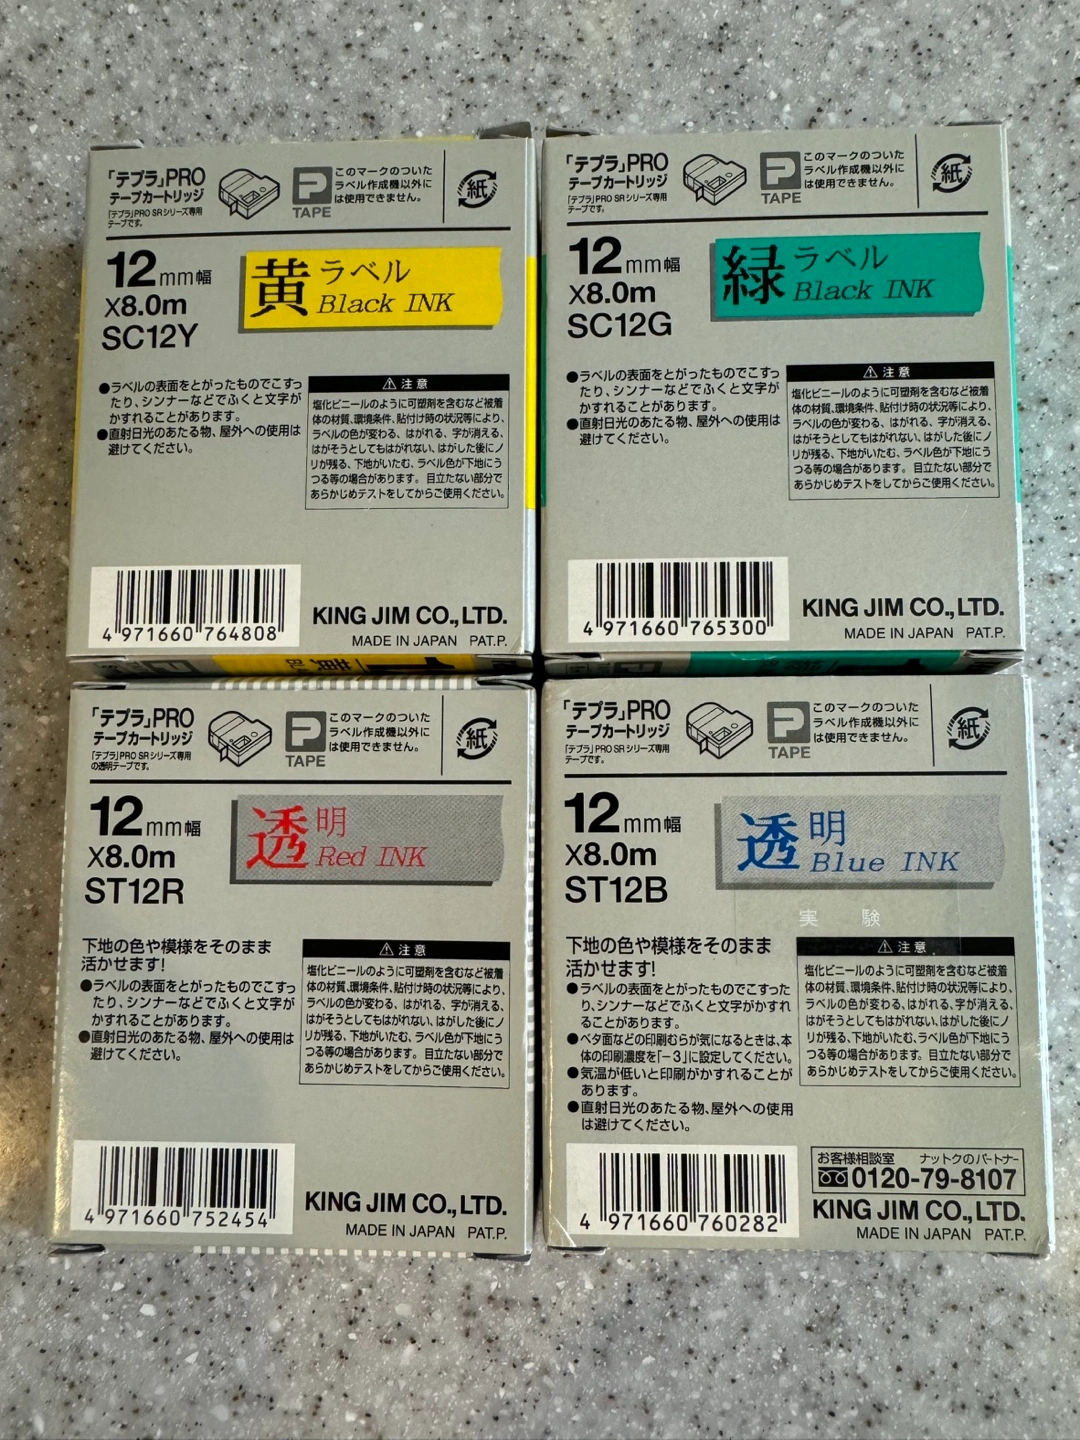 「テプラ」PRO
テープカートリッジ
「テプラ」PRO SRシリーズ専用
テープです。
P
TAPE
このマークのついた
ラベル作成機以外に
は使用できません。
紙
12mm幅
X8.0m
SC12Y
黄ラベル
Black INK
●ラベルの表面をとがったものでこすっ
たり、シンナーなどでふくと文字が
かすれることがあります。
●直射日光のあたる物、屋外への使用は
避けてください。
⚠注意
塩化ビニールのように可塑剤を含むなど被着
体の材質、環境条件、貼付け時の状況等により、
ラベルの色が変わる、はがれる、字が消える、
はがそうとしてもはがれない、はがした後にノ
リが残る、下地がいたむ、ラベル色が下地にう
つる等の場合があります。目立たない部分で
あらかじめテストをしてからご使用ください。
4 971660 764808
KING JIM CO.,LTD.
MADE IN JAPAN PAT.P.
「テプラ」PRO
テープカートリッジ
「テプラ」PRO SRシリーズ専用
テープです。
P
TAPE
このマークのついた
ラベル作成機以外に
は使用できません。
紙
12mm幅
X8.0m
SC12G
緑ラベル
Black INK
●ラベルの表面をとがったものでこすっ
たり、シンナーなどでふくと文字が
かすれることがあります。
●直射日光のあたる物、屋外への使用は
避けてください。
⚠注意
塩化ビニールのように可塑剤を含むなど被着
体の材質、環境条件、貼付け時の状況等により、
ラベルの色が変わる、はがれる、字が消える、
はがそうとしてもはがれない、はがした後にノ
リが残る、下地がいたむ、ラベル色が下地にう
つる等の場合があります。目立たない部分で
あらかじめテストをしてからご使用ください。
4 971660 765300
KING JIM CO.,LTD.
MADE IN JAPAN PAT.P.
「テプラ」PRO
テープカートリッジ
「テプラ」PRO SRシリーズ専用
の透明テープです。
P
TAPE
このマークのついた
ラベル作成機以外に
は使用できません。
紙
12mm幅
X8.0m
ST12R
透明
Red INK
下地の色や模様をそのまま
活かせます!
●ラベルの表面をとがったものでこすっ
たり、シンナーなどでふくと文字が
かすれることがあります。
●直射日光のあたる物、屋外への使用は
避けてください。
⚠注意
塩化ビニールのように可塑剤を含むなど被着
体の材質、環境条件、貼付け時の状況等により、
ラベルの色が変わる、はがれる、字が消える、
はがそうとしてもはがれない、はがした後にノ
リが残る、下地がいたむ、ラベル色が下地にう
つる等の場合があります。目立たない部分で
あらかじめテストをしてからご使用ください。
4 971660 752454
KING JIM CO.,LTD.
MADE IN JAPAN PAT.P.
「テプラ」PRO
テープカートリッジ
「テプラ」PRO SRシリーズ専用
テープです。
P
TAPE
このマークのついた
ラベル作成機以外に
は使用できません。
紙
12mm幅
X8.0m
ST12B
透明
Blue INK
実験
下地の色や模様をそのまま
活かせます!
●ラベルの表面をとがったものでこすった
り、シンナーなどでふくと文字がかすれ
ることがあります。
●ベタ面などの印刷むらが気になるときは、本
体の印刷濃度を「-3」に設定してください。
●気温が低いと印刷がかすれることが
あります。
●直射日光のあたる物、屋外への使用
は避けてください。
⚠注意
塩化ビニールのように可塑剤を含むなど被着
体の材質、環境条件、貼付け時の状況等により、
ラベルの色が変わる、はがれる、字が消える、
はがそうとしてもはがれない、はがした後にノ
リが残る、下地がいたむ、ラベル色が下地にう
つる等の場合があります。目立たない部分で
あらかじめテストをしてからご使用ください。
4 971660 760282
お客様相談室 ナットクのパートナー
0120-79-8107
KING JIM CO.,LTD.
MADE IN JAPAN PAT.P.